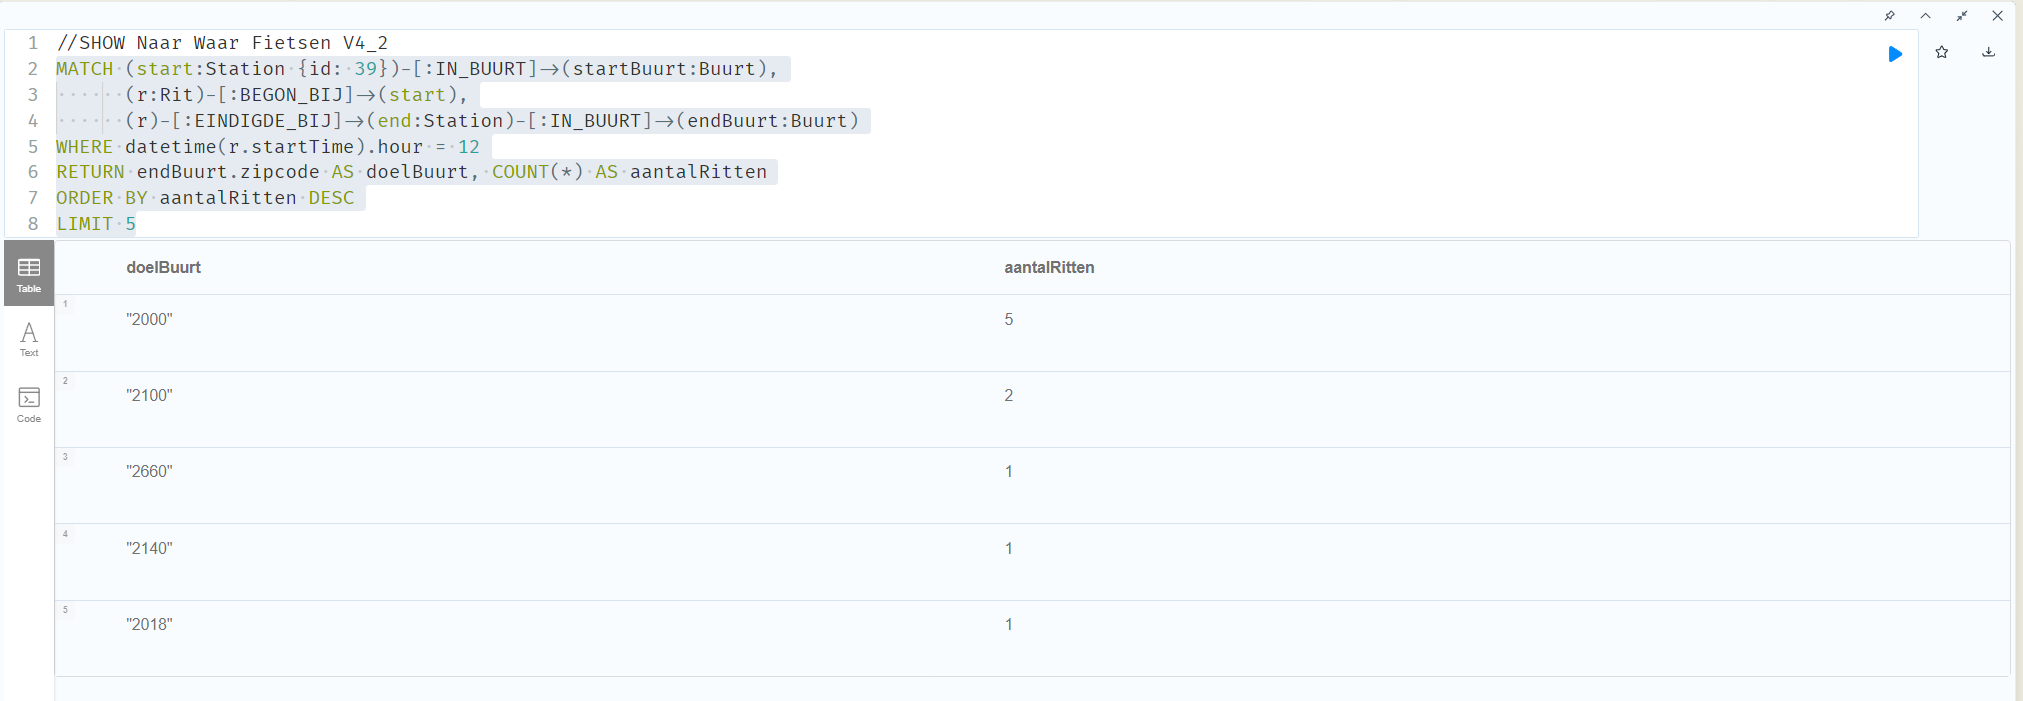 1 //SHOW Naar Waar Fietsen V4_2
2 MATCH (start:Station {id: 39})-[:IN_BUURT]->(startBuurt:Buurt),
3 (r:Rit)-[:BEGON_BIJ]->(start),
4 (r)-[:EINDIGDE_BIJ]->(end:Station)-[:IN_BUURT]->(endBuurt:Buurt)
5 WHERE datetime(r.startTime).hour = 12
6 RETURN endBuurt.zipcode AS doelBuurt, COUNT(*) AS aantalRitten
7 ORDER BY aantalRitten DESC
8 LIMIT 5
Table
A
Text
Code
doelBuurt aantalRitten
1 "2000" 5
2 "2100" 2
3 "2660" 1
4 "2140" 1
5 "2018" 1